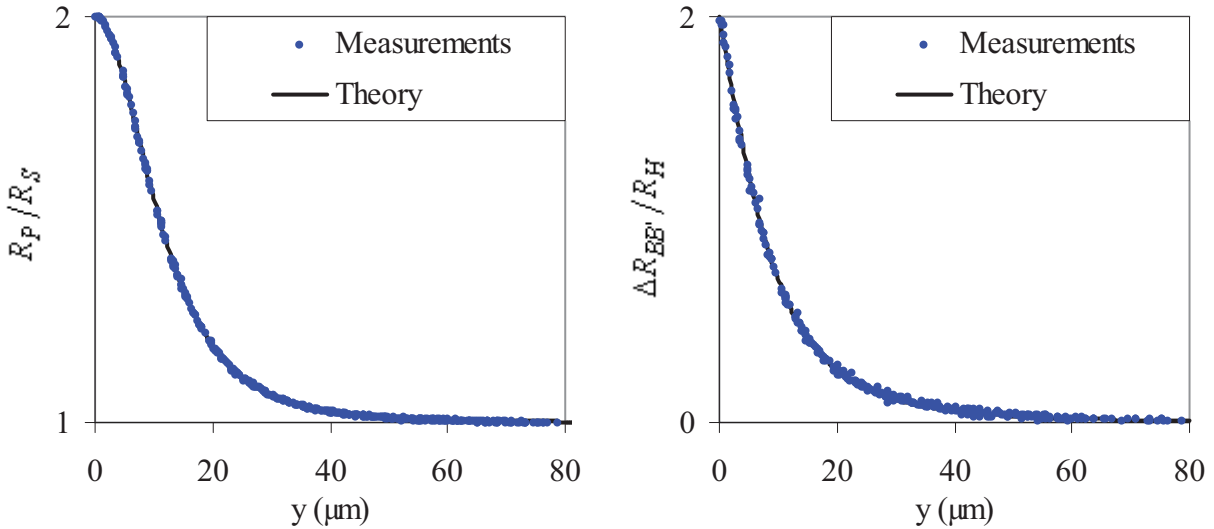 2
Measurements
Theory
R_P/R_S
1
0
20
40
60
80
y (μm)
2
Measurements
Theory
ΔR_BB'/R_H
0
0
20
40
60
80
y (μm)